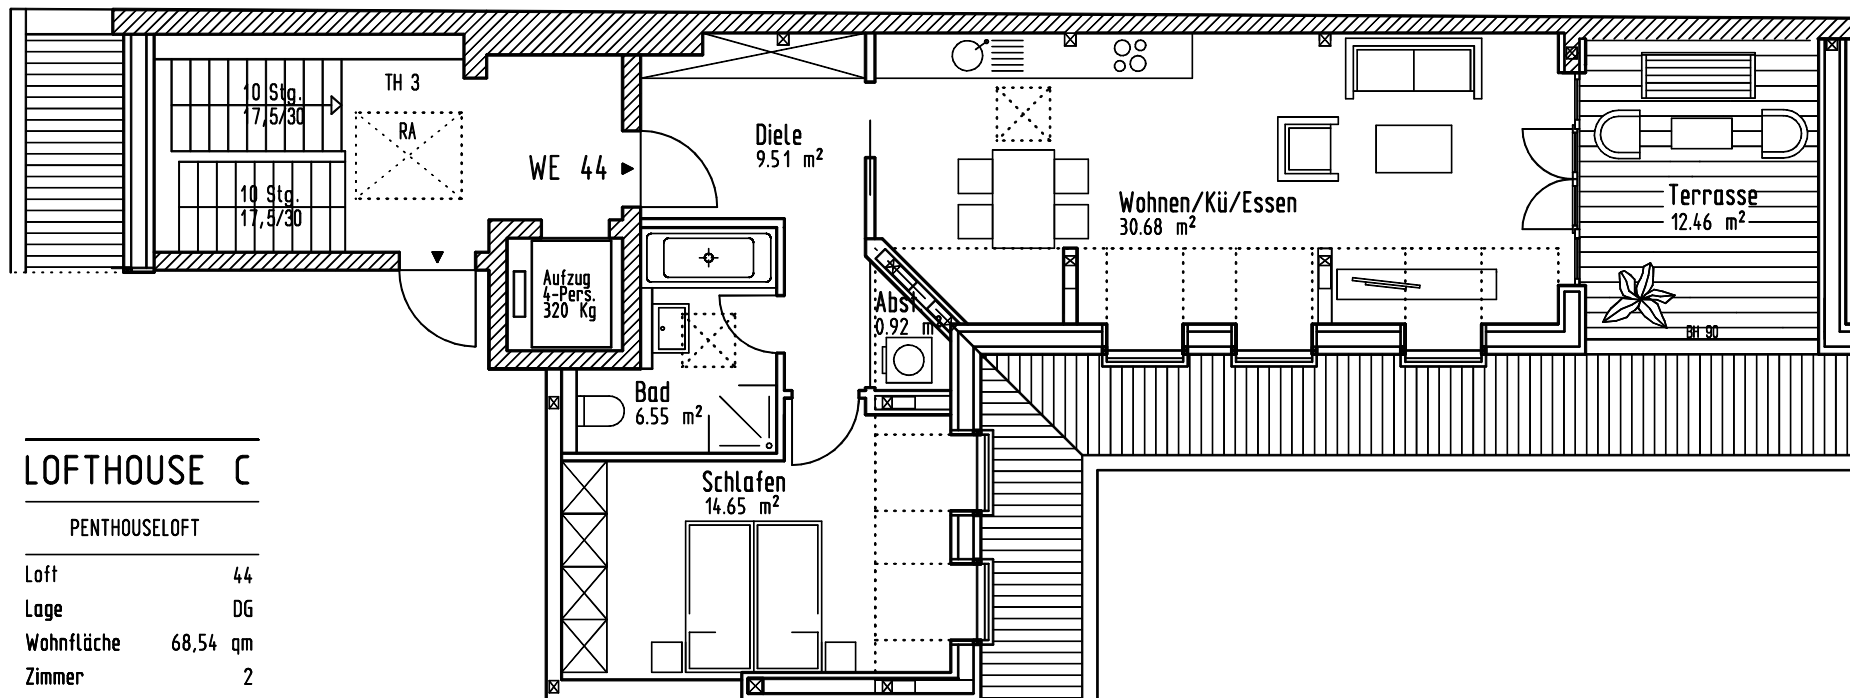 10 Stg.
17,5/30
TH 3
RA
10 Stg.
17,5/30
WE 44
Diele
9.51 m²
Wohnen/Kü/Essen
30.68 m²
Terrasse
12.46 m²
BH 90
Aufzug
4-Pers.
320 Kg
Abst
0.92 m²
Bad
6.55 m²
Schlafen
14.65 m²
LOFTHOUSE C
PENTHOUSELOFT
Loft 44
Lage DG
Wohnfläche 68,54 qm
Zimmer 2